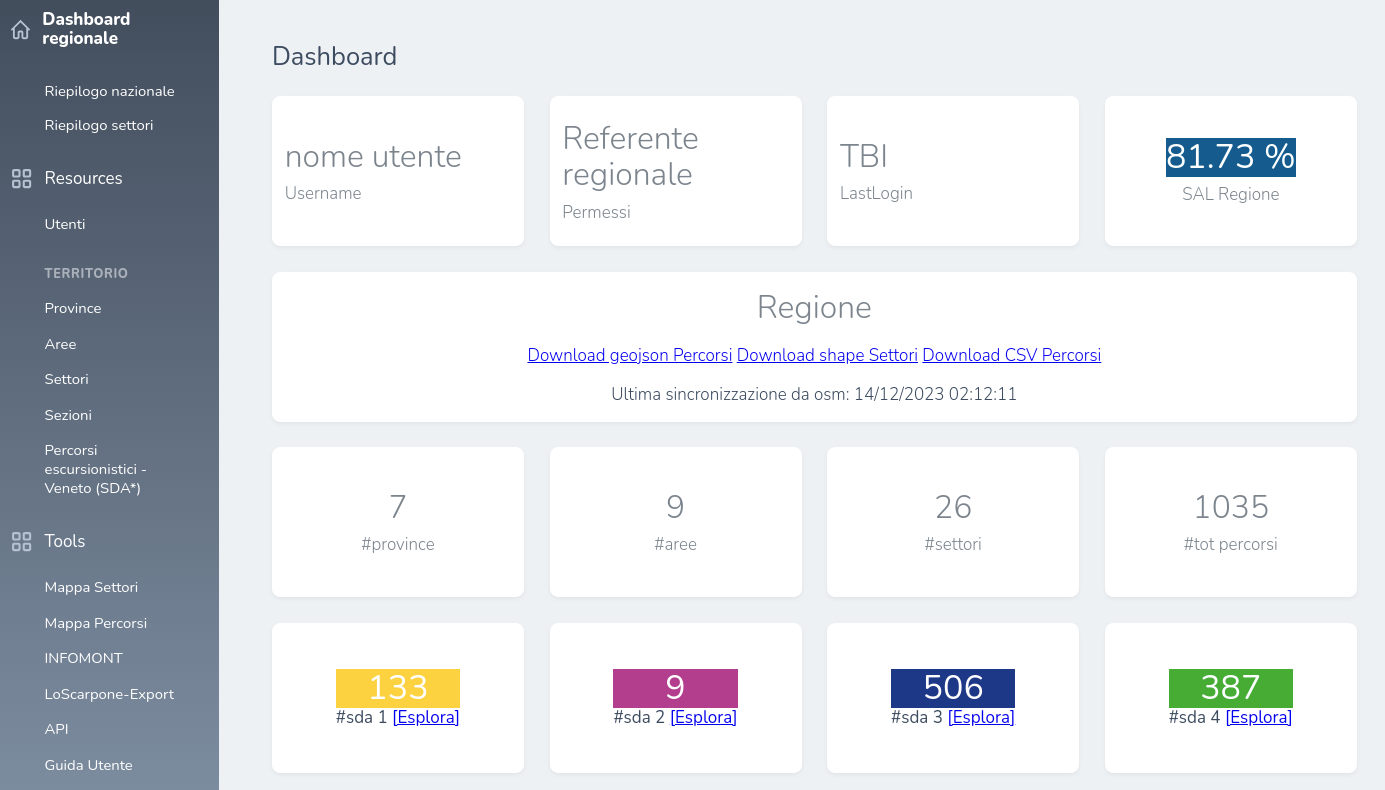 Dashboard
regionale
Riepilogo nazionale
Riepilogo settori
Resources
Utenti
TERRITORIO
Province
Aree
Settori
Sezioni
Percorsi
escursionistici -
Veneto (SDA*)
Tools
Mappa Settori
Mappa Percorsi
INFOMONT
LoScarpone-Export
API
Guida Utente
Dashboard
nome utente
Username
Referente
regionale
Permessi
TBI
LastLogin
81.73 %
SAL Regione
Regione
Download geojson Percorsi Download shape Settori Download CSV Percorsi
Ultima sincronizzazione da osm: 14/12/2023 02:12:11
7
#province
9
#aree
26
#settori
1035
#tot percorsi
133
#sda 1 [Esplora]
9
#sda 2 [Esplora]
506
#sda 3 [Esplora]
387
#sda 4 [Esplora]